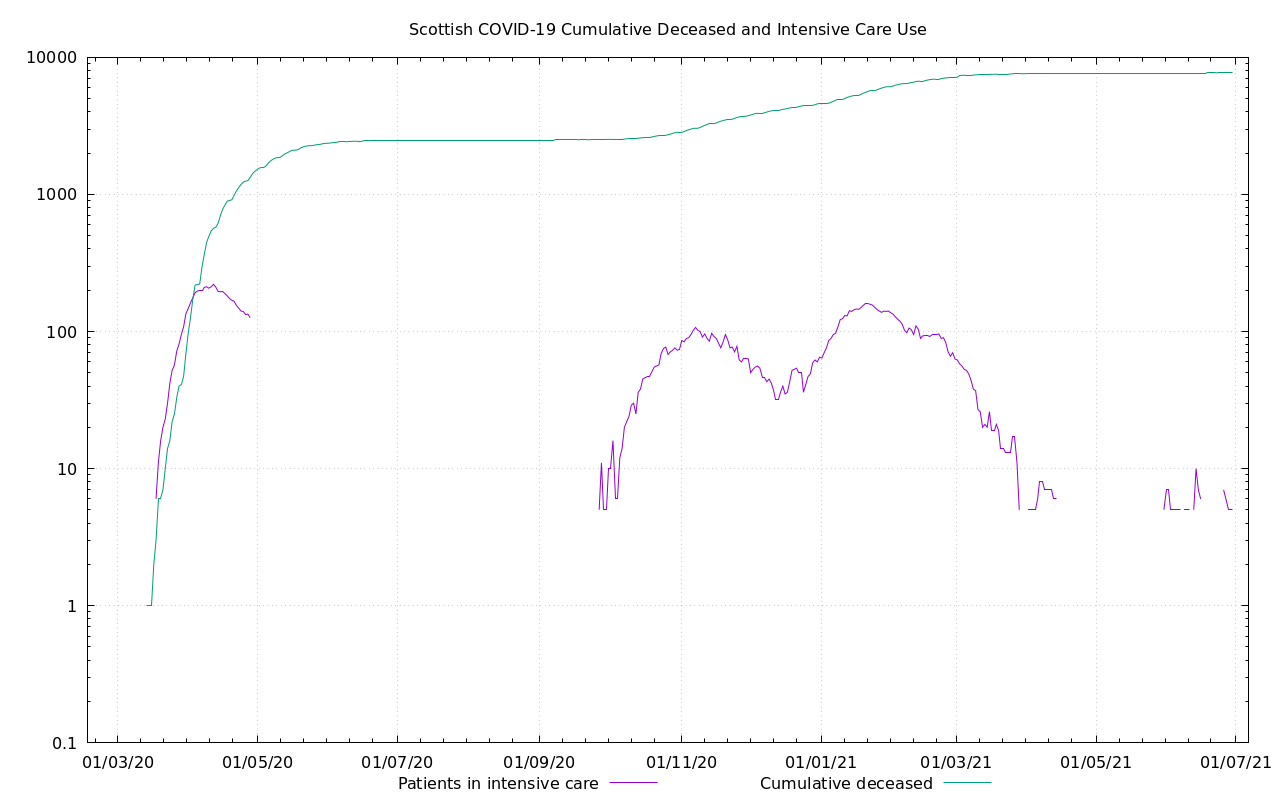 Scottish COVID-19 Cumulative Deceased and Intensive Care Use
10000
1000
100
10
1
0.1
01/03/20 01/05/20 01/07/20 01/09/20 01/11/20 01/01/21 01/03/21 01/05/21 01/07/21
Patients in intensive care Cumulative deceased